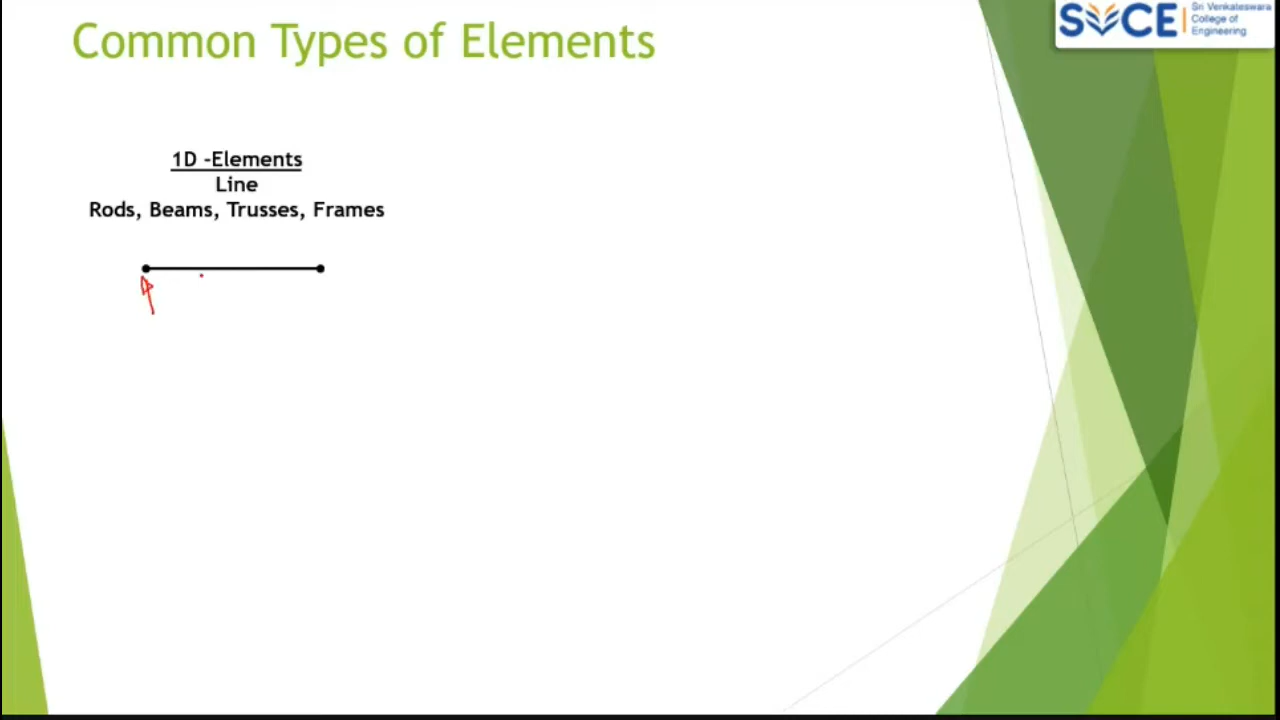 Common Types of Elements
SVCE
Sri Venkateswara
College of
Engineering
1D -Elements
Line
Rods, Beams, Trusses, Frames